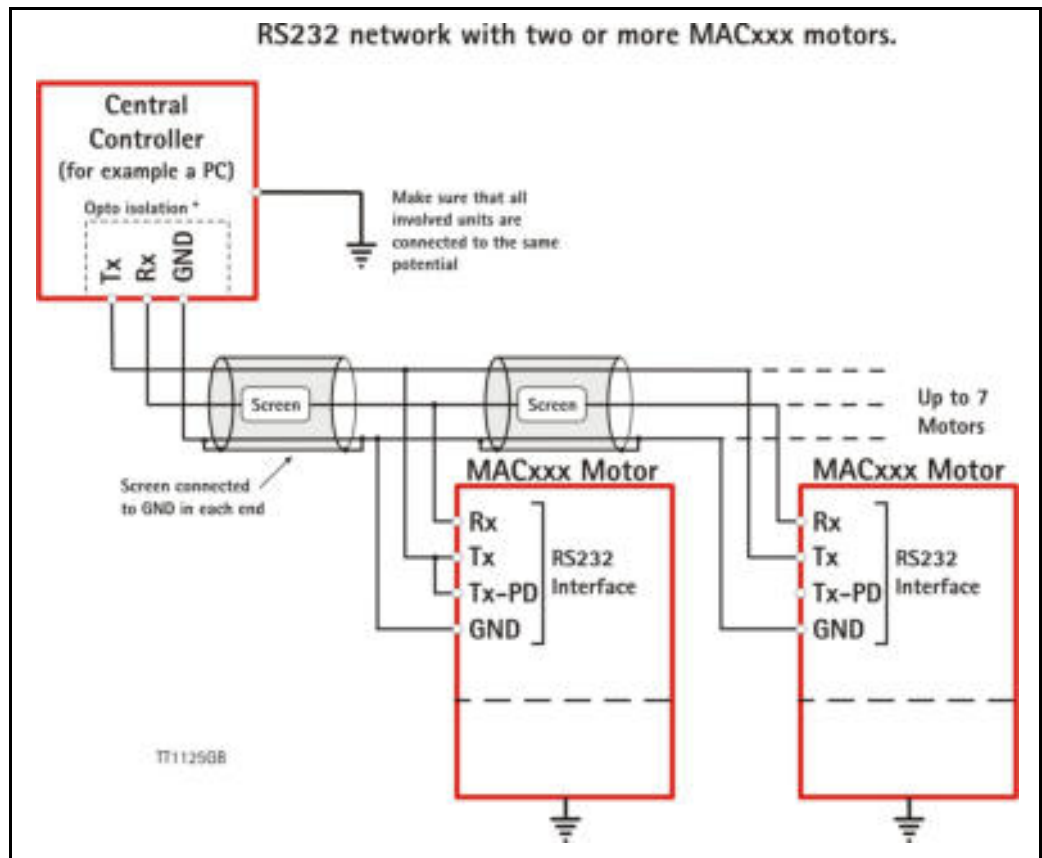 RS232 network with two or more MACxxx motors.
Central
Controller
(for example a PC)
Opto isolation *
Tx
Rx
GND
Make sure that all
involved units are
connected to the same
potential
Screen
Screen
Up to 7
Motors
Screen connected
to GND in each end
MACxxx Motor
Rx
Tx
Tx-PD
GND
RS232
Interface
MACxxx Motor
Rx
Tx
Tx-PD
GND
RS232
Interface
TT1125GB